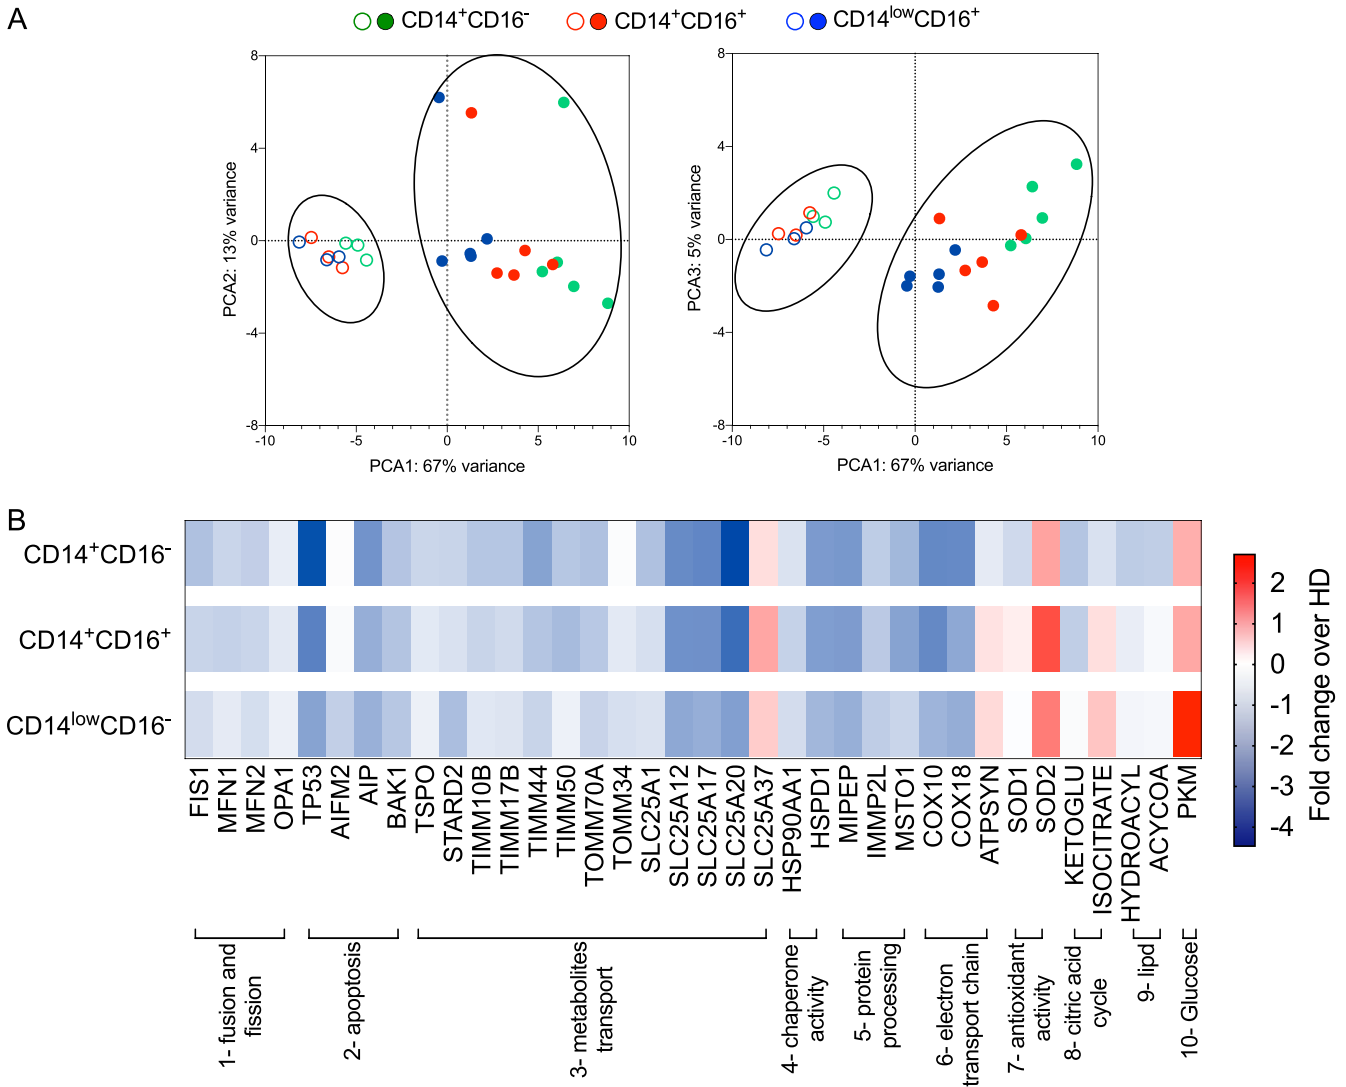 A
CD14+CD16- CD14+CD16+ CD14lowCD16+
8
4
0
-4
-8
-10 -5 0 5 10
PCA2: 13% variance
PCA1: 67% variance
8
4
0
-4
-8
-10 -5 0 5 10
PCA3: 5% variance
PCA1: 67% variance
B
CD14+CD16-
CD14+CD16+
CD14lowCD16-
2
1
0
-1
-2
-3
-4
Fold change over HD
FIS1
MFN1
MFN2
OPA1
TP53
AIFM2
AIP
BAK1
TSPO
STARD2
TIMM10B
TIMM17B
TIMM44
TIMM50
TOMM70A
TOMM34
SLC25A1
SLC25A12
SLC25A17
SLC25A20
SLC25A37
HSP90AA1
HSPD1
MIPEP
IMMP2L
MSTO1
COX10
COX18
ATPSYN
SOD1
SOD2
KETOGLU
ISOCITRATE
HYDROACYL
ACYCOA
PKM
1- fusion and
fission
2- apoptosis
3- metabolites
transport
4- chaperone
activity
5- protein
processing
6- electron
transport chain
7- antioxidant
activity
8- citric acid
cycle
9- lipd
10- Glucose